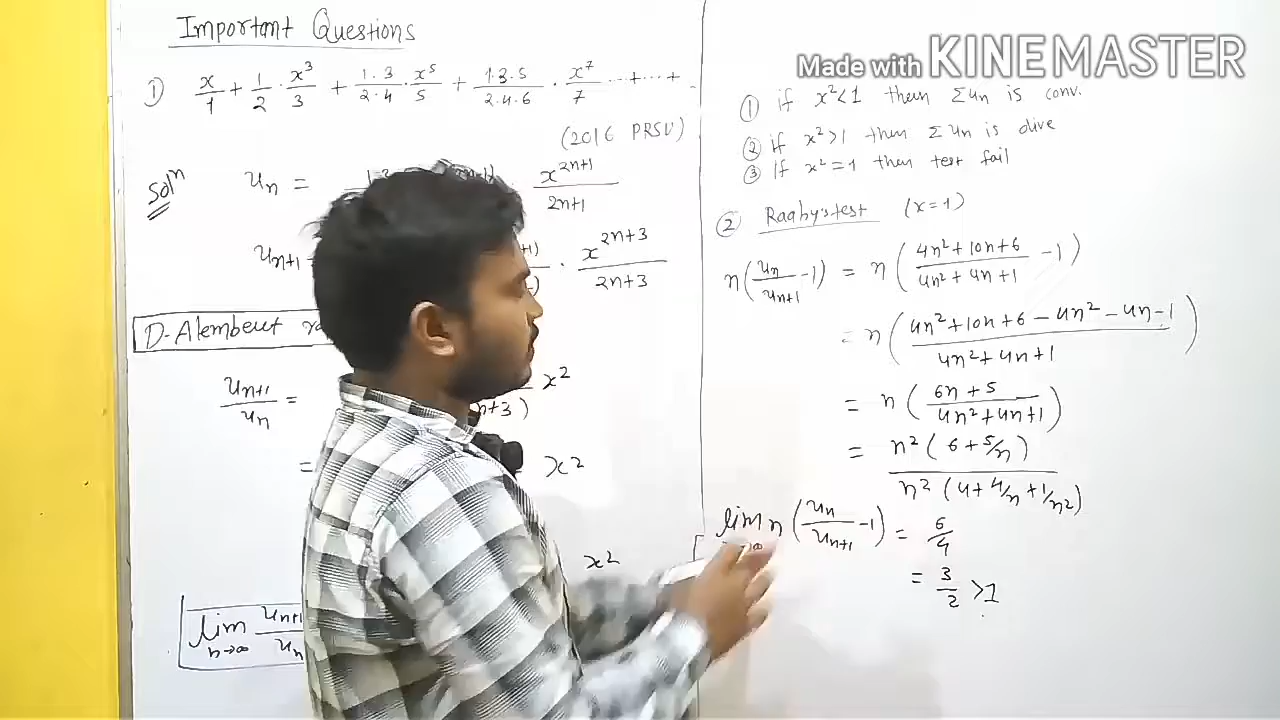 Important Questions
1) x/1 + 1/2 · x³/3 + 1·3/2·4 · x⁵/5 + 1·3·5/2·4·6 · x⁷/7 ...+...+
(2016 PRSU)
Solⁿ uₙ = x²ⁿ⁺¹/2n+1
uₙ₊₁ = · x²ⁿ⁺³/2n+3
D-Alembert
uₙ₊₁/uₙ = x²
= = x²
x²
lim n→∞ uₙ₊₁/uₙ
Made with KINEMASTER
① if x²<1 then Σuₙ is conv.
② if x²>1 then Σuₙ is dive
③ If x²=1 then test fail
② Raaby's test (x=1)
n(uₙ/uₙ₊₁ -1) = n(4n²+10n+6/4n²+4n+1 -1)
= n(4n²+10n+6-4n²-4n-1/4n²+4n+1)
= n(6n+5/4n²+4n+1)
= n²(6+5/n)/n²(4+4/n+1/n²)
lim n (uₙ/uₙ₊₁ -1) = 6/4
= 3/2 >1